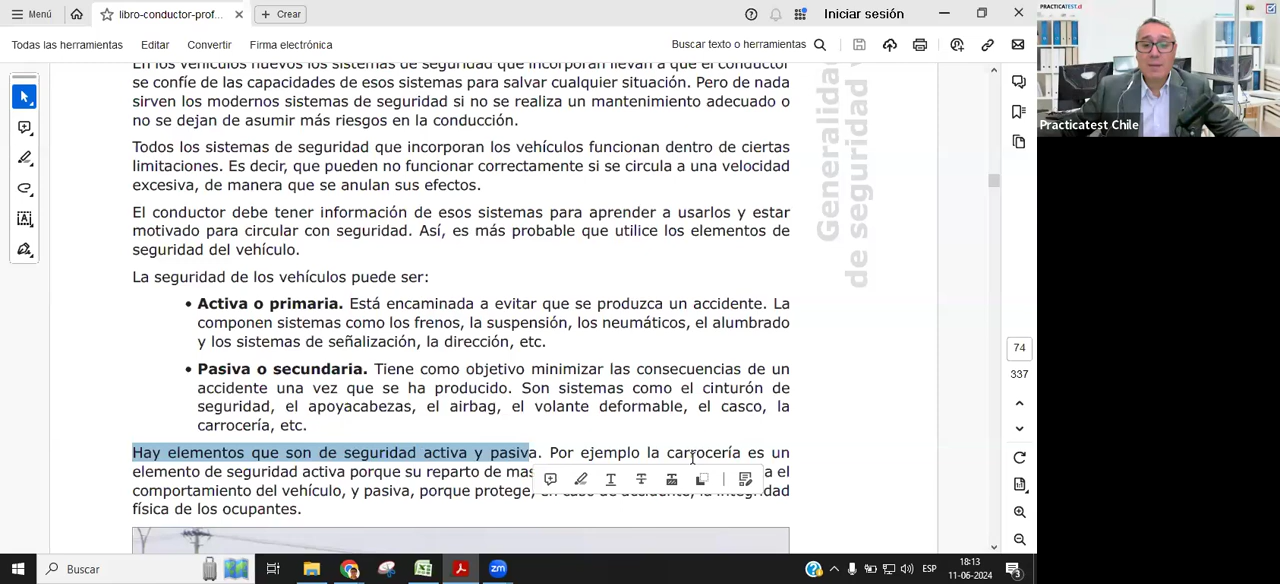 Menú
libro-conductor-prof...
Crear
Iniciar sesión
Todas las herramientas
Editar
Convertir
Firma electrónica
Buscar texto o herramientas
En los vehículos nuevos los sistemas de seguridad que incorporan llevan a que el conductor
se confíe de las capacidades de esos sistemas para salvar cualquier situación. Pero de nada
sirven los modernos sistemas de seguridad si no se realiza un mantenimiento adecuado o
no se dejan de asumir más riesgos en la conducción.
Todos los sistemas de seguridad que incorporan los vehículos funcionan dentro de ciertas
limitaciones. Es decir, que pueden no funcionar correctamente si se circula a una velocidad
excesiva, de manera que se anulan sus efectos.
El conductor debe tener información de esos sistemas para aprender a usarlos y estar
motivado para circular con seguridad. Así, es más probable que utilice los elementos de
seguridad del vehículo.
La seguridad de los vehículos puede ser:
• Activa o primaria. Está encaminada a evitar que se produzca un accidente. La
componen sistemas como los frenos, la suspensión, los neumáticos, el alumbrado
y los sistemas de señalización, la dirección, etc.
• Pasiva o secundaria. Tiene como objetivo minimizar las consecuencias de un
accidente una vez que se ha producido. Son sistemas como el cinturón de
seguridad, el apoyacabezas, el airbag, el volante deformable, el casco, la
carrocería, etc.
Hay elementos que son de seguridad activa y pasiva. Por ejemplo la carrocería es un
elemento de seguridad activa porque su reparto de mas a el
comportamiento del vehículo, y pasiva, porque protege, en caso de accidente, la integridad
física de los ocupantes.
Generalida
de seguridad
74
337
PRACTICATEST.cl
Practicatest Chile
Buscar
ESP
18:13
11-06-2024
3